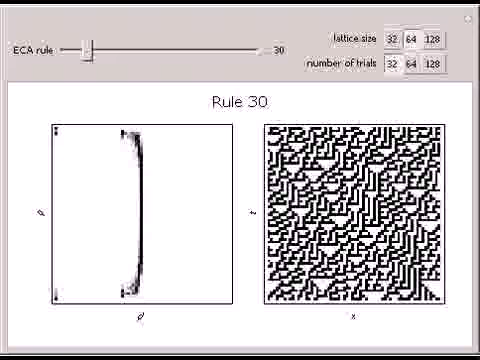 lattice size 32 64 128
ECA rule 30
number of trials 32 64 128
Rule 30
ρ t
ρ' x